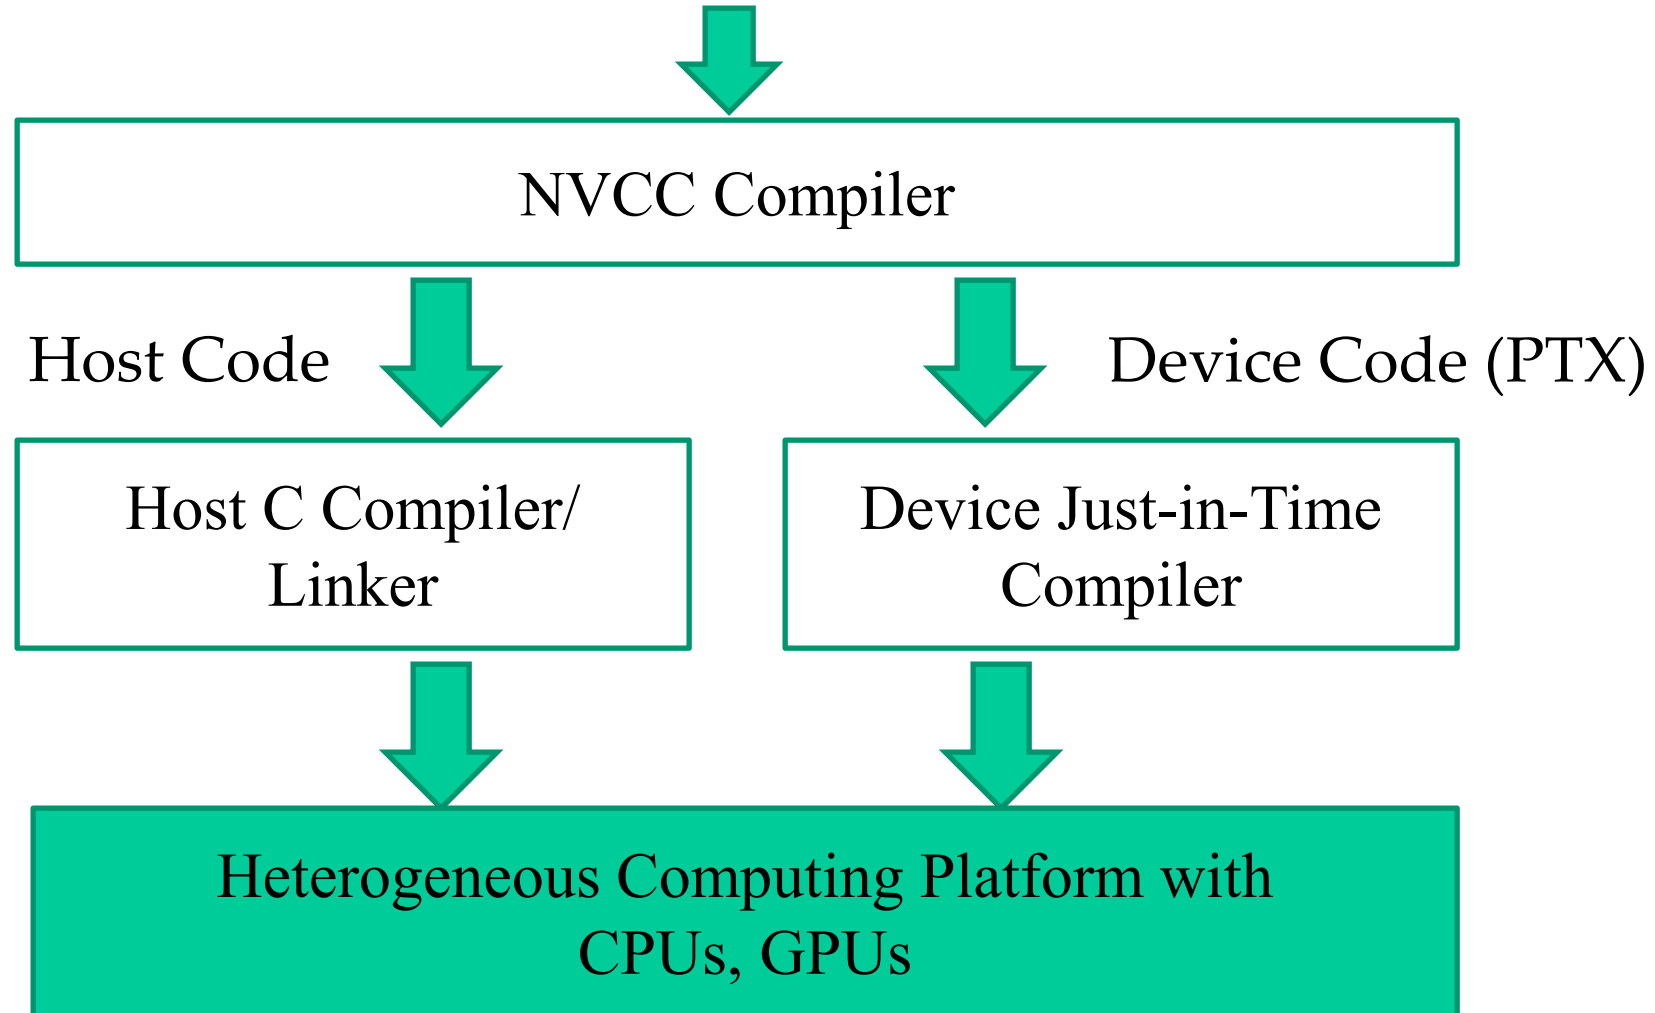 NVCC Compiler
Host Code
Device Code (PTX)
Host C Compiler/
Linker
Device Just-in-Time
Compiler
Heterogeneous Computing Platform with
CPUs, GPUs